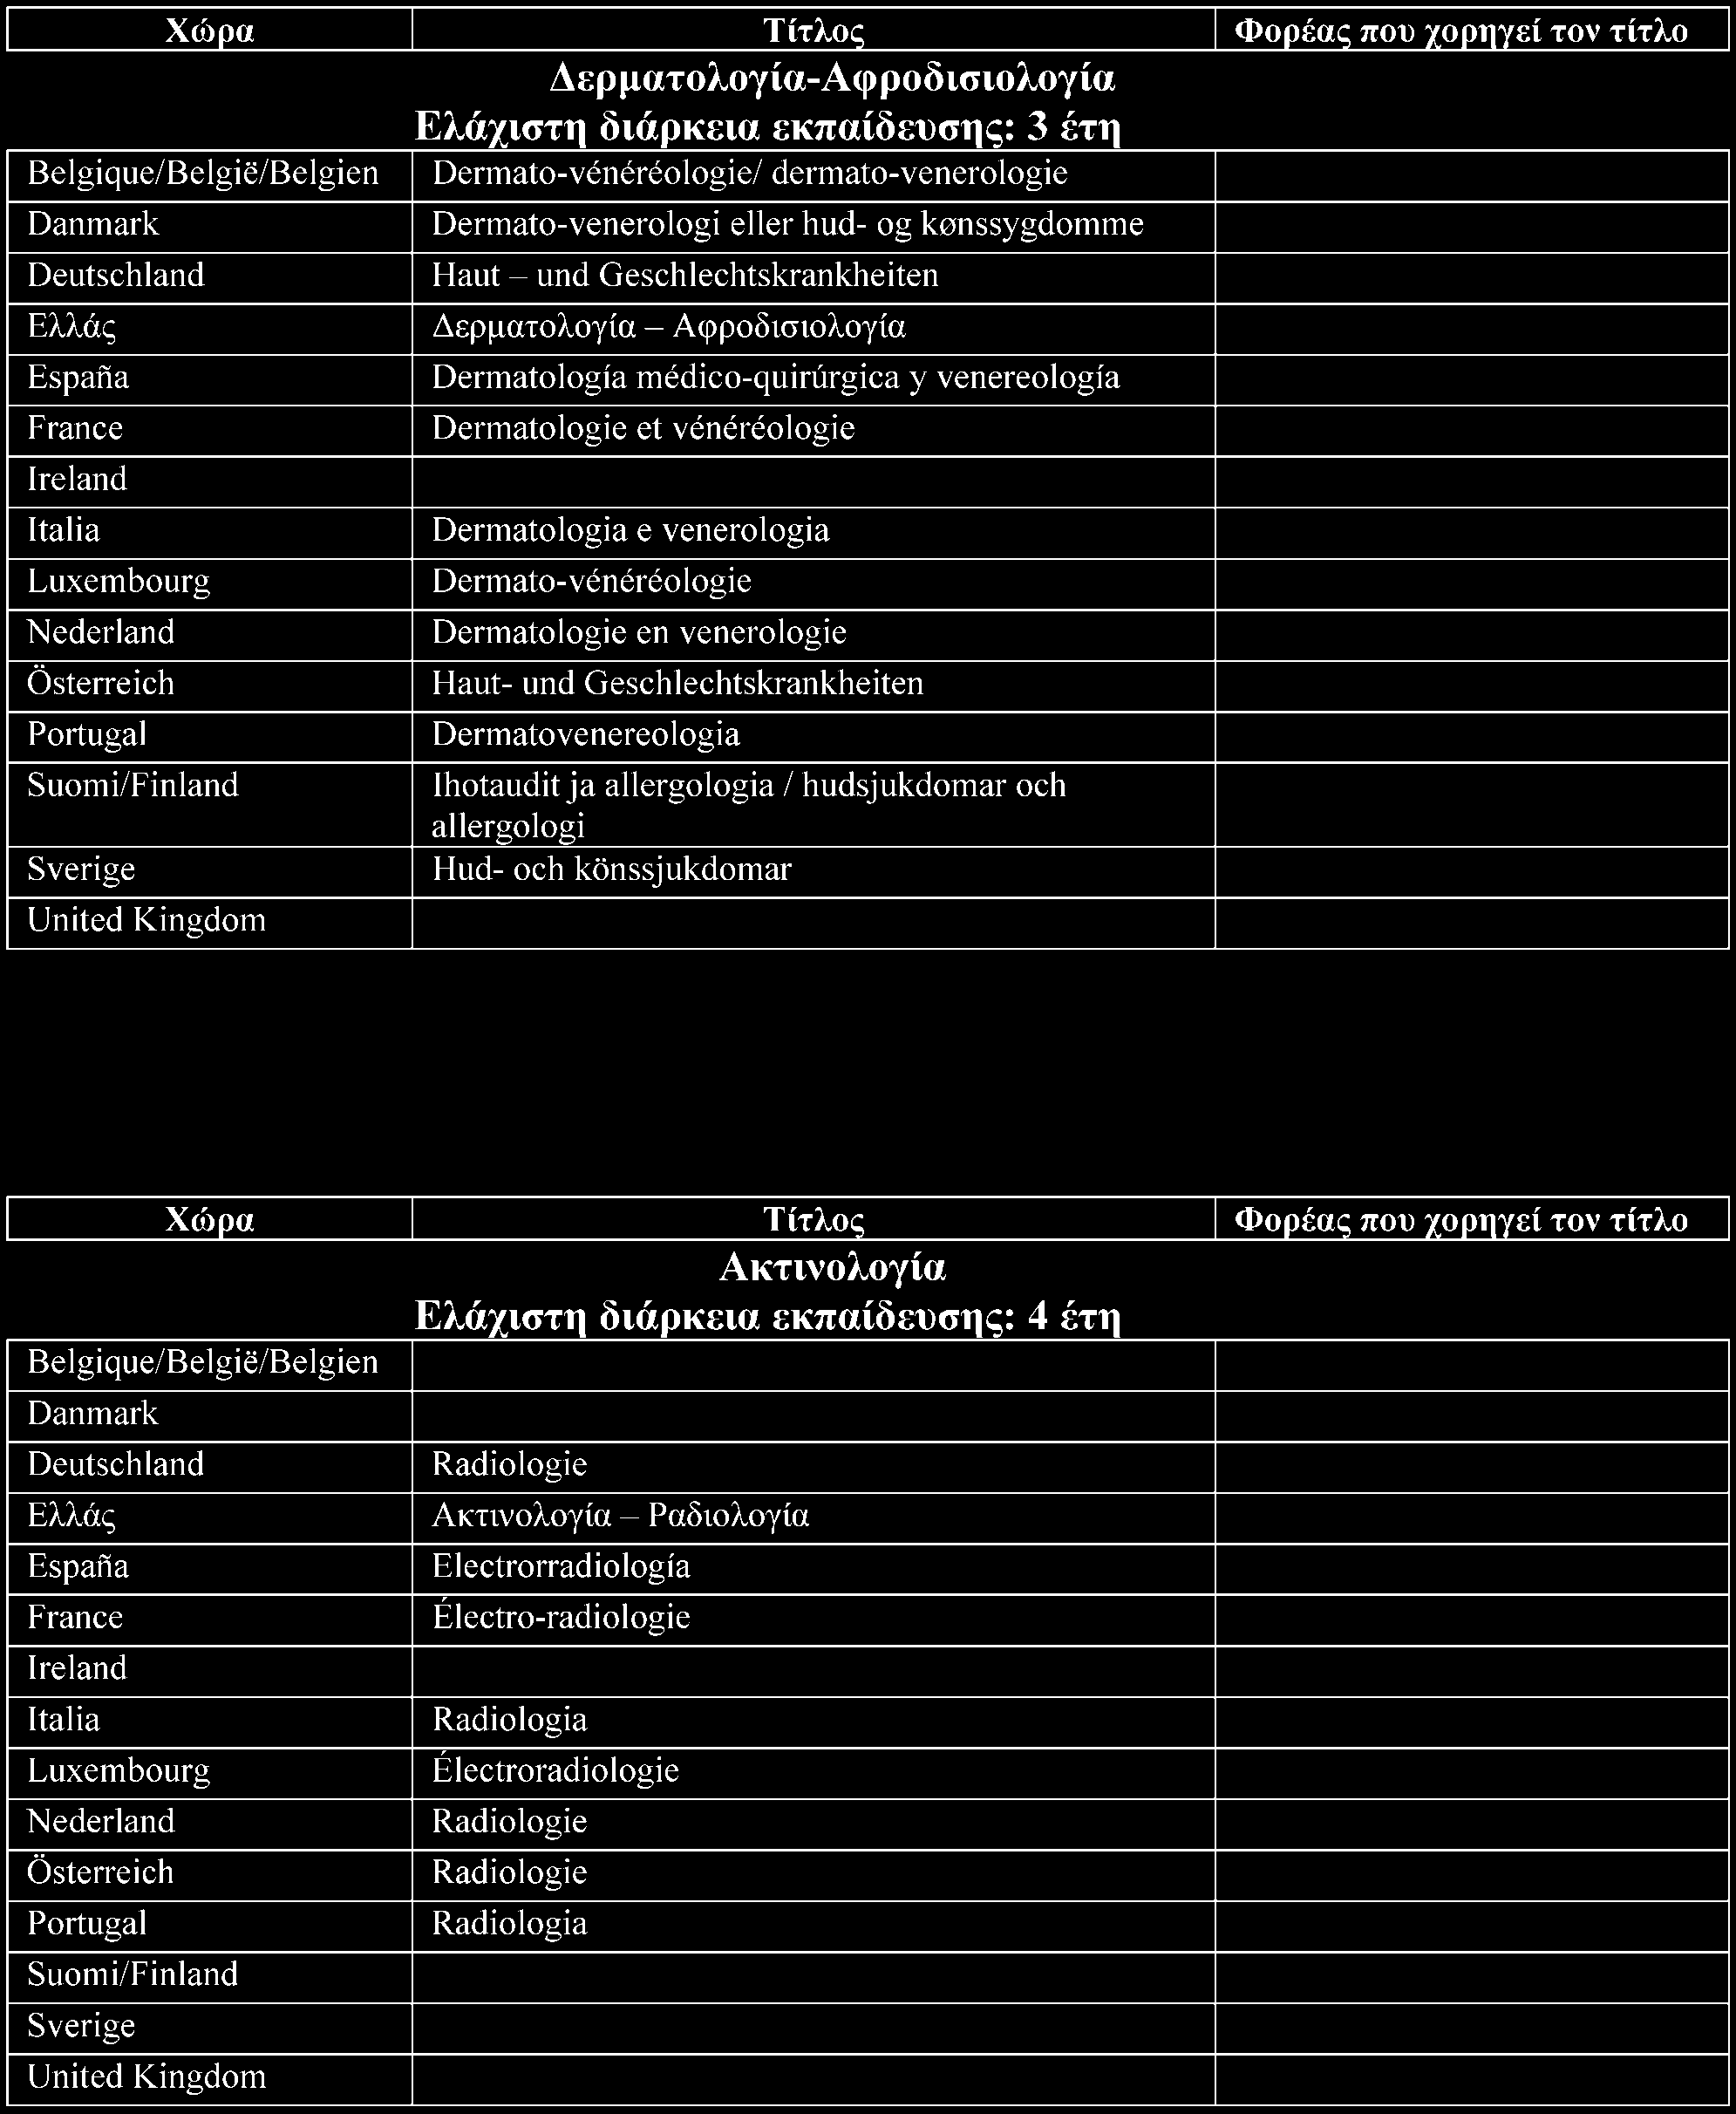 Χώρα Τίτλος Φορέας που χορηγεί τον τίτλο
Δερματολογία-Αφροδισιολογία
Ελάχιστη διάρκεια εκπαίδευσης: 3 έτη
Belgique/België/Belgien Dermato-vénéréologie/ dermato-venerologie
Danmark Dermato-venerologi eller hud- og kønssygdomme
Deutschland Haut – und Geschlechtskrankheiten
Ελλάς Δερματολογία – Αφροδισιολογία
España Dermatología médico-quirúrgica y venereología
France Dermatologie et vénéréologie
Ireland
Italia Dermatologia e venerologia
Luxembourg Dermato-vénéréologie
Nederland Dermatologie en venerologie
Österreich Haut- und Geschlechtskrankheiten
Portugal Dermatovenereologia
Suomi/Finland Ihotaudit ja allergologia / hudsjukdomar och
allergologi
Sverige Hud- och könssjukdomar
United Kingdom
Χώρα Τίτλος Φορέας που χορηγεί τον τίτλο
Ακτινολογία
Ελάχιστη διάρκεια εκπαίδευσης: 4 έτη
Belgique/België/Belgien
Danmark
Deutschland Radiologie
Ελλάς Ακτινολογία – Ραδιολογία
España Electrorradiología
France Électro-radiologie
Ireland
Italia Radiologia
Luxembourg Électroradiologie
Nederland Radiologie
Österreich Radiologie
Portugal Radiologia
Suomi/Finland
Sverige
United Kingdom